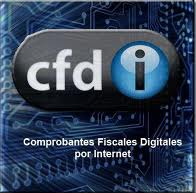 cfdi
Comprobantes Fiscales Digitales
por Internet